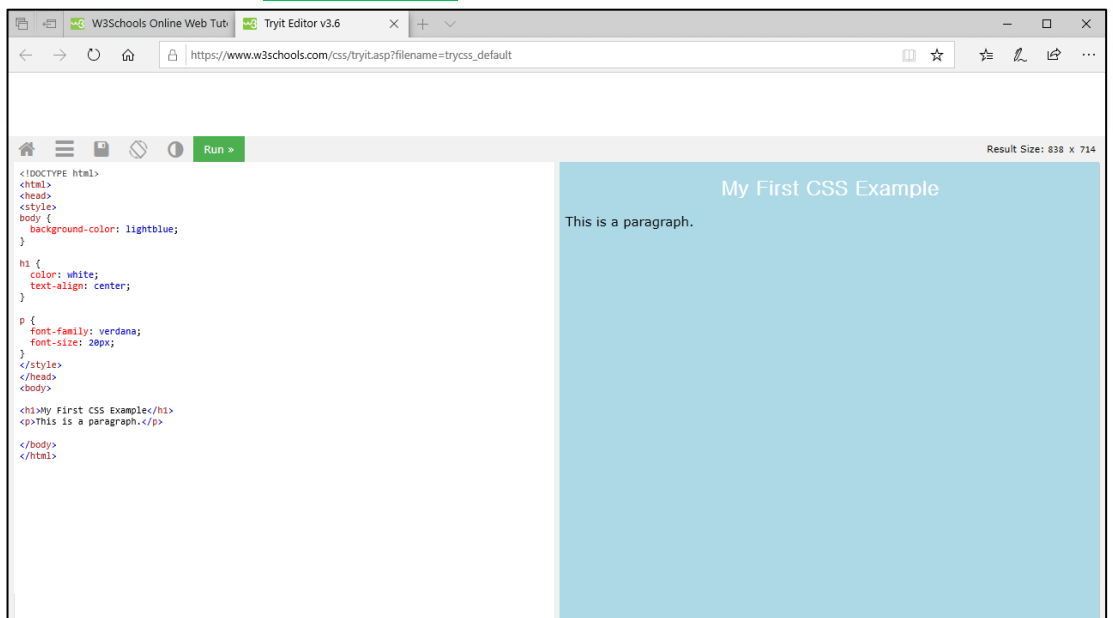 W3Schools Online Web Tuto
Tryit Editor v3.6
https://www.w3schools.com/css/tryit.asp?filename=trycss_default
Run »
Result Size: 838 x 714
<!DOCTYPE html>
<html>
<head>
<style>
body {
  background-color: lightblue;
}
h1 {
  color: white;
  text-align: center;
}
p {
  font-family: verdana;
  font-size: 20px;
}
</style>
</head>
<body>
<h1>My First CSS Example</h1>
<p>This is a paragraph.</p>
</body>
</html>
My First CSS Example
This is a paragraph.